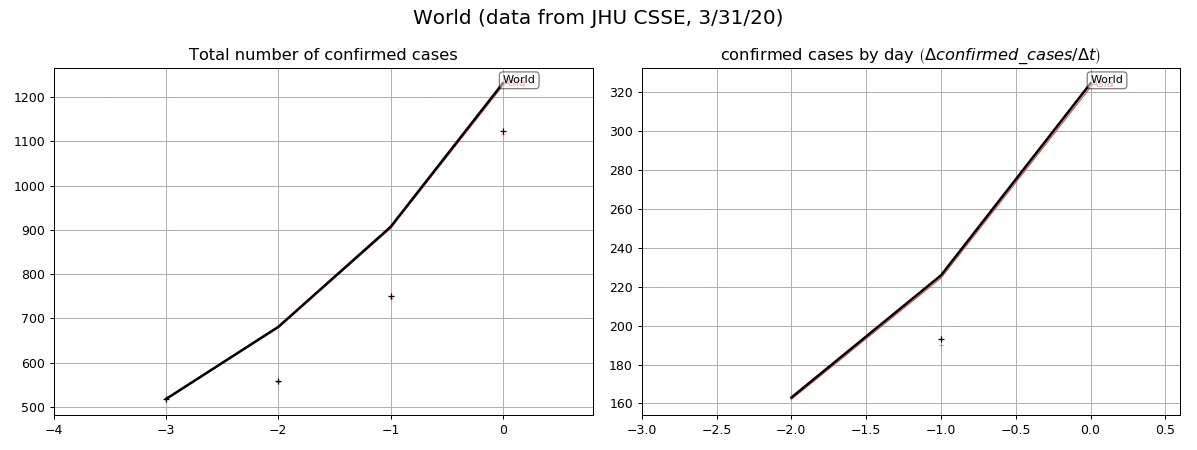 World (data from JHU CSSE, 3/31/20)
Total number of confirmed cases
1200
1100
1000
900
800
700
600
500
−4 −3 −2 −1 0
World
confirmed cases by day (Δconfirmed_cases/Δt)
320
300
280
260
240
220
200
180
160
−3.0 −2.5 −2.0 −1.5 −1.0 −0.5 0.0 0.5
World